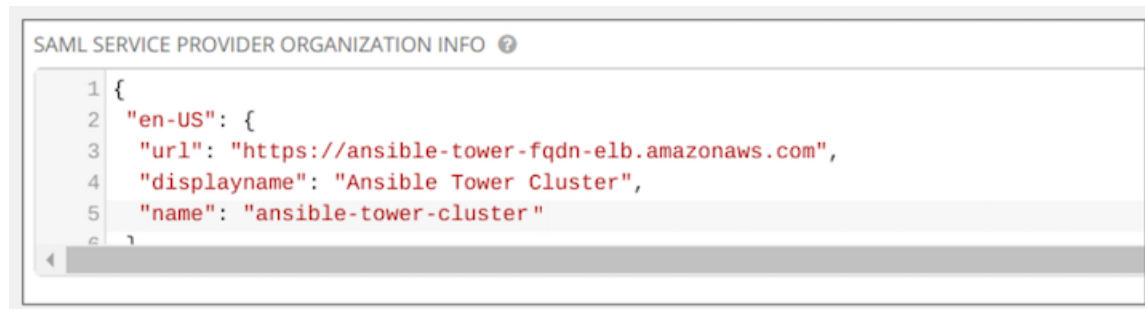 SAML SERVICE PROVIDER ORGANIZATION INFO ?
1 {
2 "en-US": {
3 "url": "https://ansible-tower-fqdn-elb.amazonaws.com",
4 "displayname": "Ansible Tower Cluster",
5 "name": "ansible-tower-cluster"
6 }